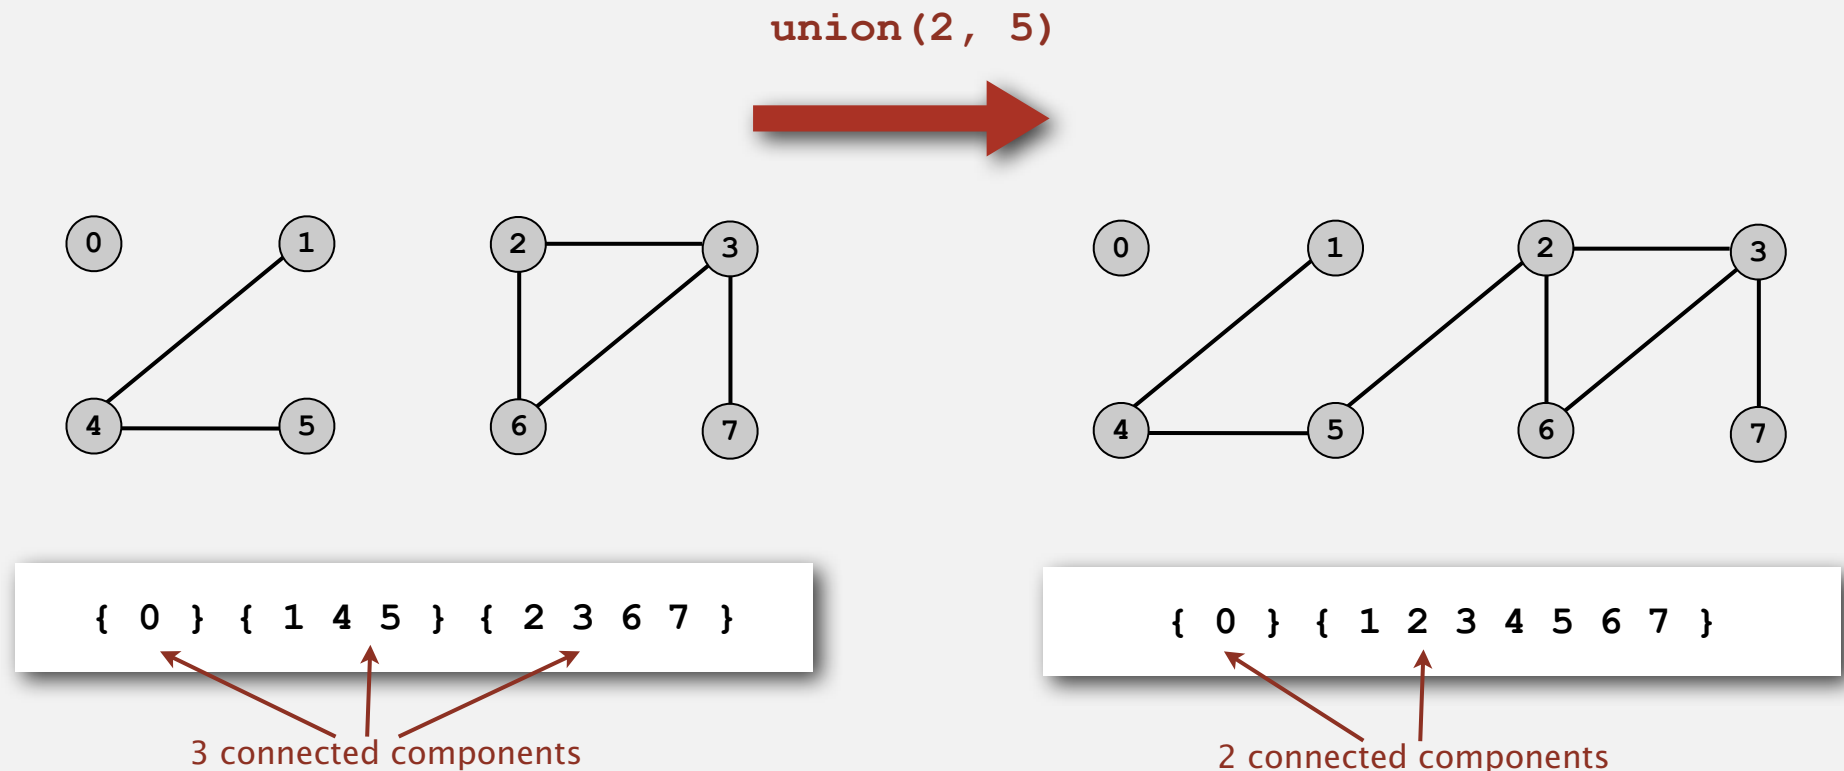 union(2, 5)
0 1 2 3
4 5 6 7
0 1 2 3
4 5 6 7
{ 0 } { 1 4 5 } { 2 3 6 7 }
3 connected components
{ 0 } { 1 2 3 4 5 6 7 }
2 connected components